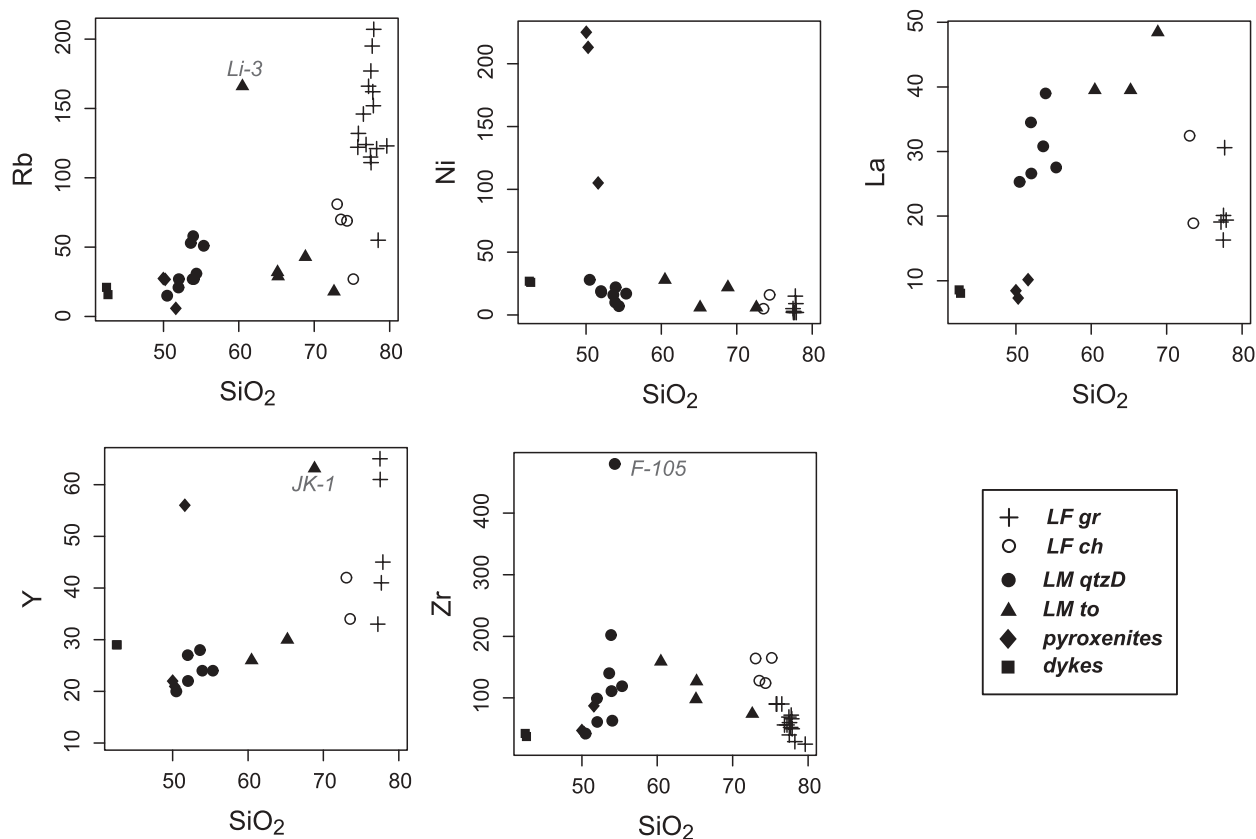 Rb
200
150
100
50
0
Li-3
50 60 70 80
SiO2
Ni
200
150
100
50
0
50 60 70 80
SiO2
La
50
40
30
20
10
50 60 70 80
SiO2
Y
60
50
40
30
20
10
JK-1
50 60 70 80
SiO2
Zr
400
300
200
100
F-105
50 60 70 80
SiO2
LF gr
LF ch
LM qtzD
LM to
pyroxenites
dykes